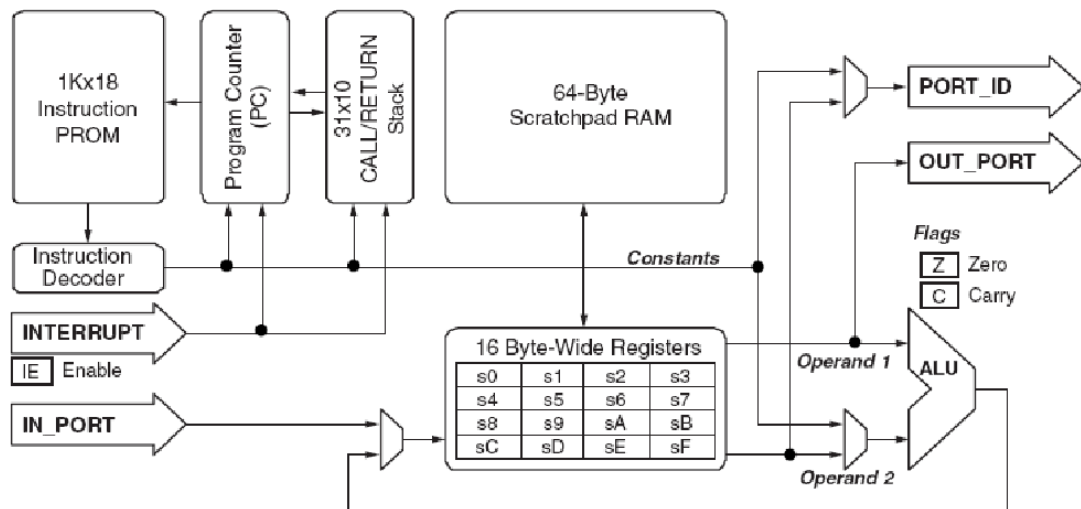 1Kx18
Instruction
PROM
Program Counter
(PC)
31x10
CALL/RETURN
Stack
64-Byte
Scratchpad RAM
PORT_ID
OUT_PORT
Instruction
Decoder
Constants
Flags
Z Zero
C Carry
INTERRUPT
IE Enable
16 Byte-Wide Registers
s0 s1 s2 s3
s4 s5 s6 s7
s8 s9 sA sB
sC sD sE sF
Operand 1
ALU
IN_PORT
Operand 2